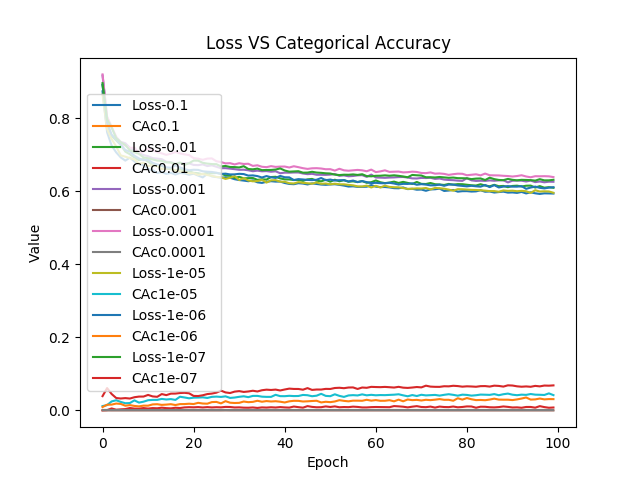 Loss VS Categorical Accuracy
Value
0.8
0.6
0.4
0.2
0.0
Loss-0.1
CAc0.1
Loss-0.01
CAc0.01
Loss-0.001
CAc0.001
Loss-0.0001
CAc0.0001
Loss-1e-05
CAc1e-05
Loss-1e-06
CAc1e-06
Loss-1e-07
CAc1e-07
0 20 40 60 80 100
Epoch